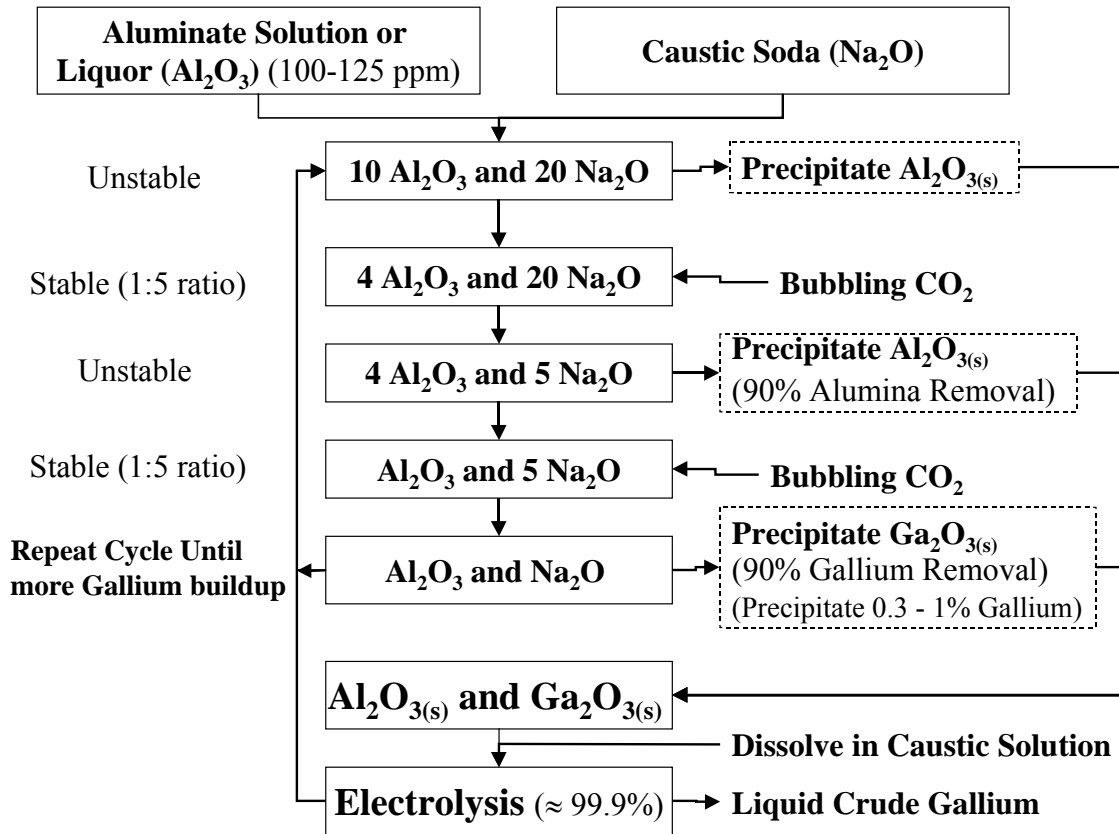 Aluminate Solution or
Liquor (Al₂O₃) (100-125 ppm)
Caustic Soda (Na₂O)
Unstable
10 Al₂O₃ and 20 Na₂O
Precipitate Al₂O₃(s)
Stable (1:5 ratio)
4 Al₂O₃ and 20 Na₂O
Bubbling CO₂
Unstable
4 Al₂O₃ and 5 Na₂O
Precipitate Al₂O₃(s)
(90% Alumina Removal)
Stable (1:5 ratio)
Al₂O₃ and 5 Na₂O
Bubbling CO₂
Repeat Cycle Until
more Gallium buildup
Al₂O₃ and Na₂O
Precipitate Ga₂O₃(s)
(90% Gallium Removal)
(Precipitate 0.3 - 1% Gallium)
Al₂O₃(s) and Ga₂O₃(s)
Dissolve in Caustic Solution
Electrolysis (≈ 99.9%)
Liquid Crude Gallium